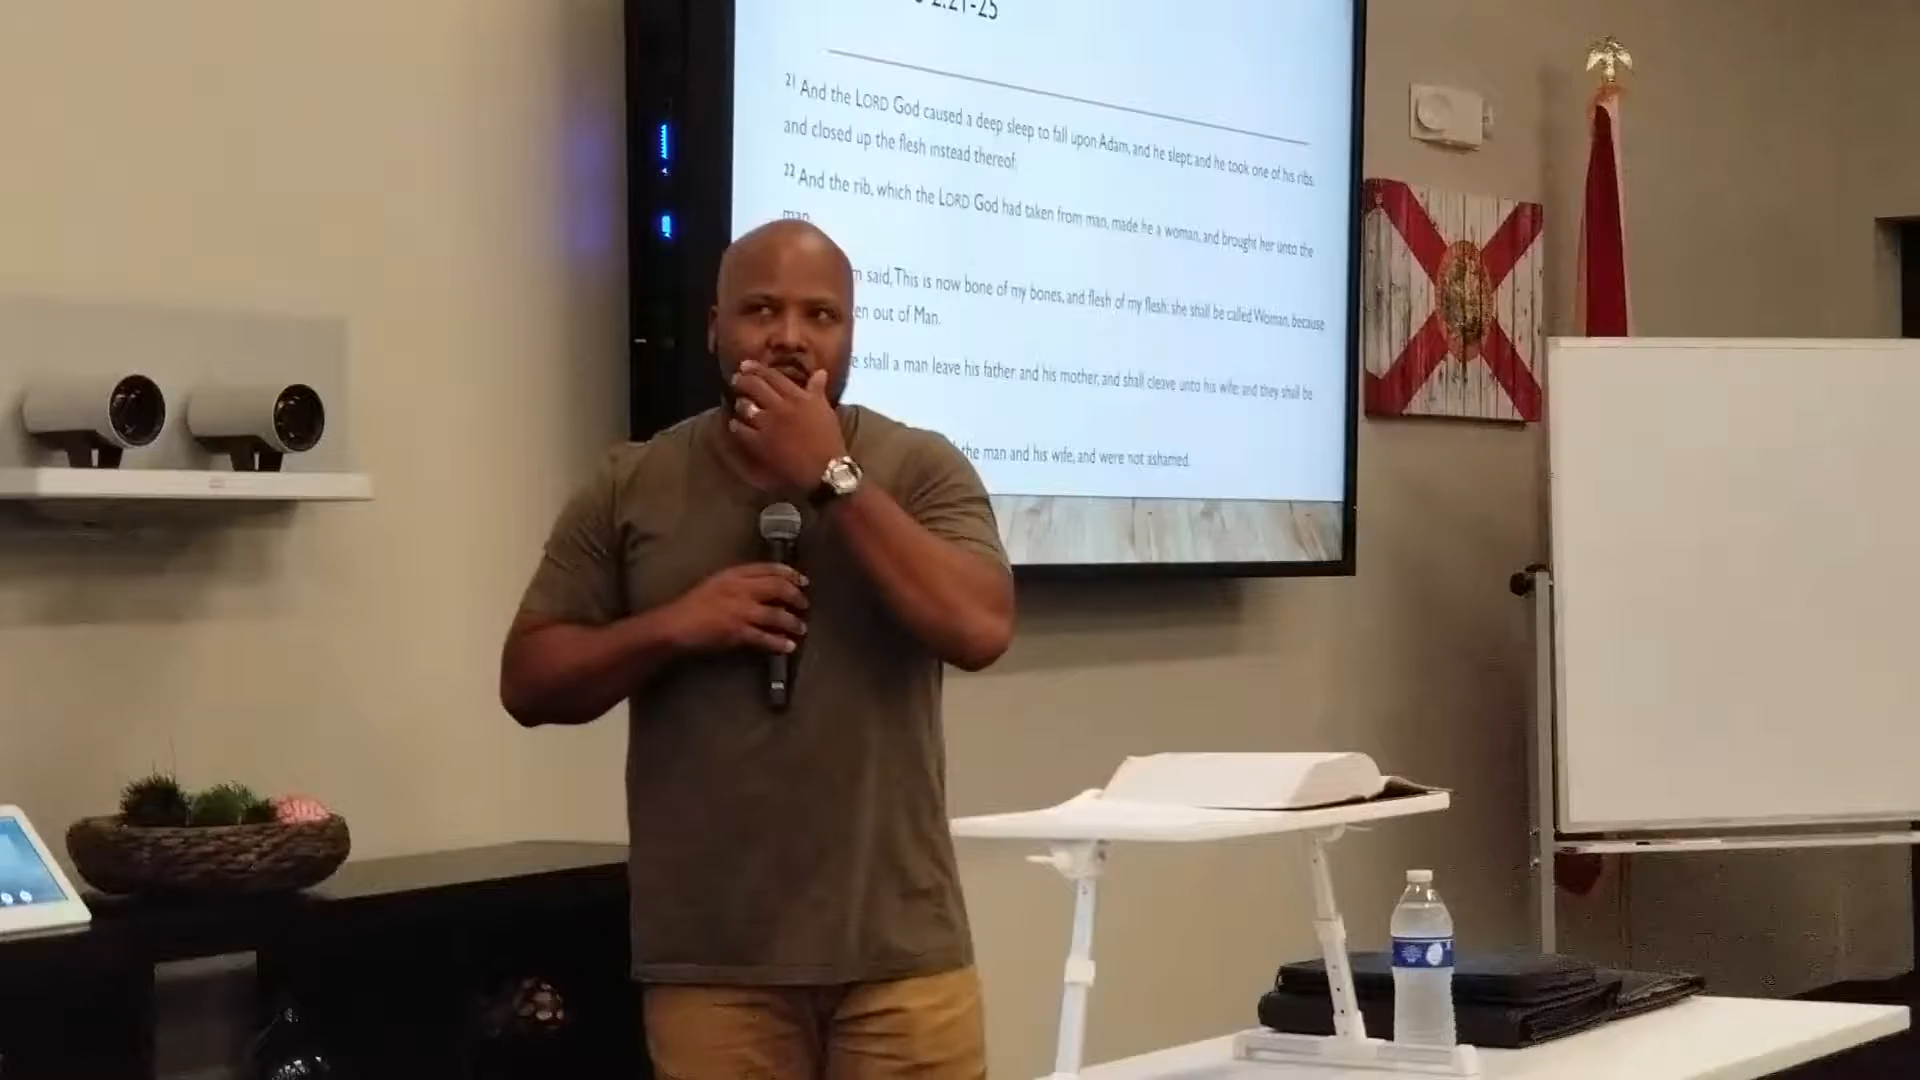 2:21-25
21 And the LORD God caused a deep sleep to fall upon Adam, and he slept: and he took one of his ribs,
and closed up the flesh instead thereof;
22 And the rib, which the LORD God had taken from man, made he a woman, and brought her unto the
man.
said, This is now bone of my bones, and flesh of my flesh: she shall be called Woman, because
en out of Man.
shall a man leave his father and his mother, and shall cleave unto his wife: and they shall be
the man and his wife, and were not ashamed.